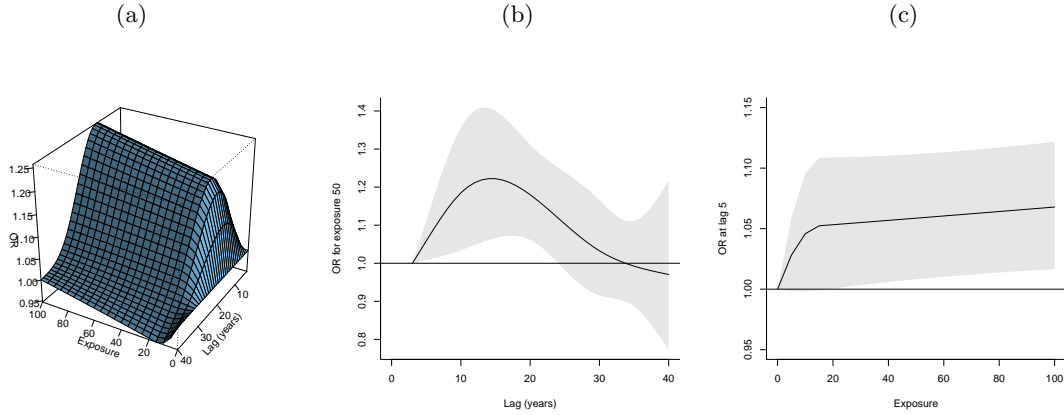 (a)
(b)
(c)
1.25
1.20
1.15
1.10
1.05
1.00
0.95
OR
100
80
60
40
20
0
Exposure
10
20
30
40
Lag (years)
1.4
1.3
1.2
1.1
1.0
0.9
0.8
OR for exposure 50
0 10 20 30 40
Lag (years)
1.15
1.10
1.05
1.00
0.95
OR at lag 5
0 20 40 60 80 100
Exposure